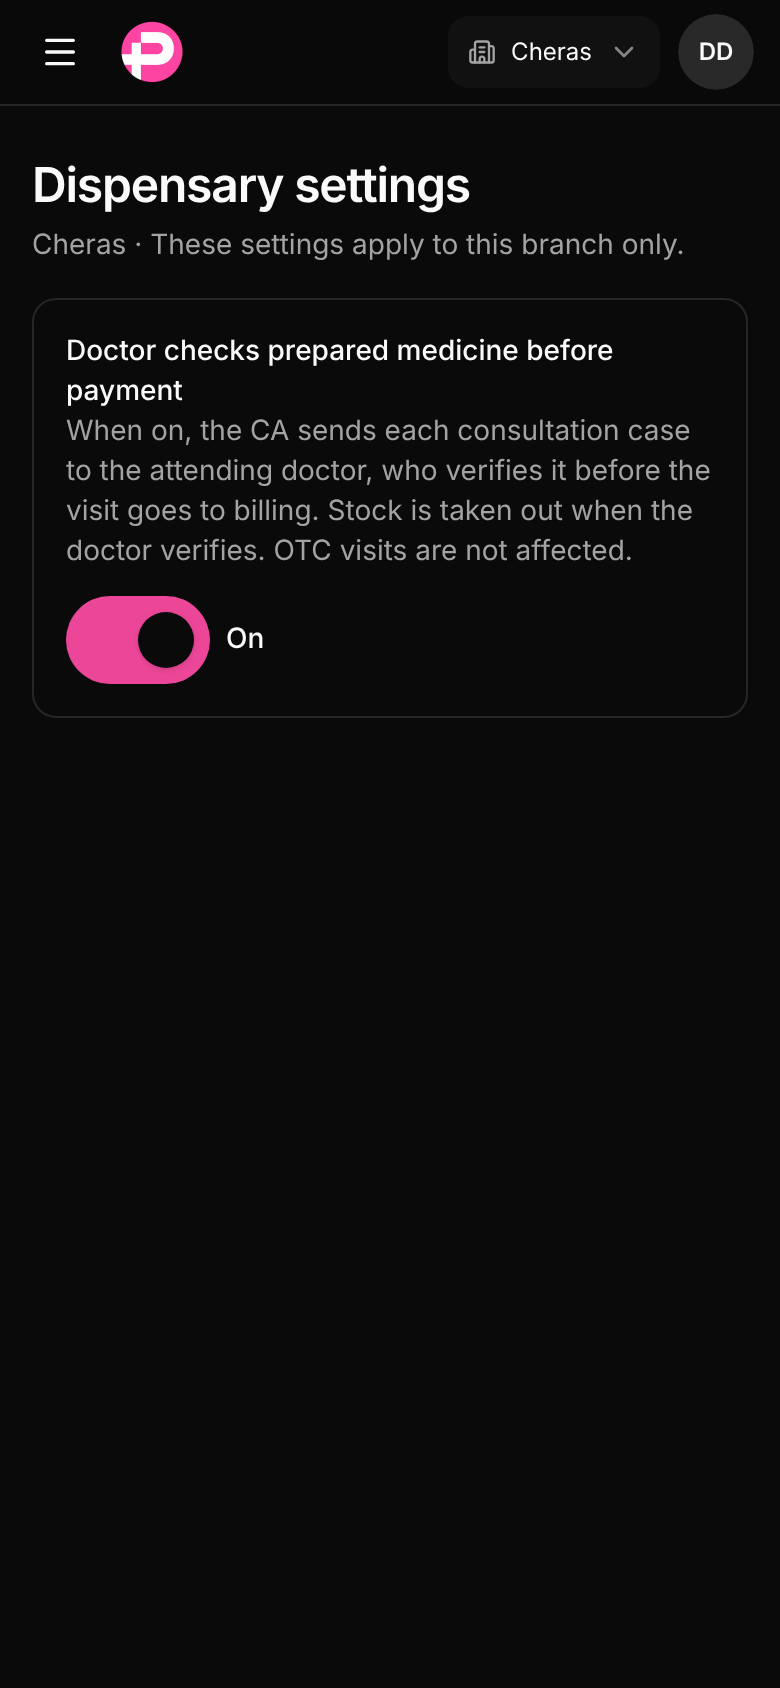 Cheras
DD
Dispensary settings
Cheras · These settings apply to this branch only.
Doctor checks prepared medicine before
payment
When on, the CA sends each consultation case
to the attending doctor, who verifies it before the
visit goes to billing. Stock is taken out when the
doctor verifies. OTC visits are not affected.
On